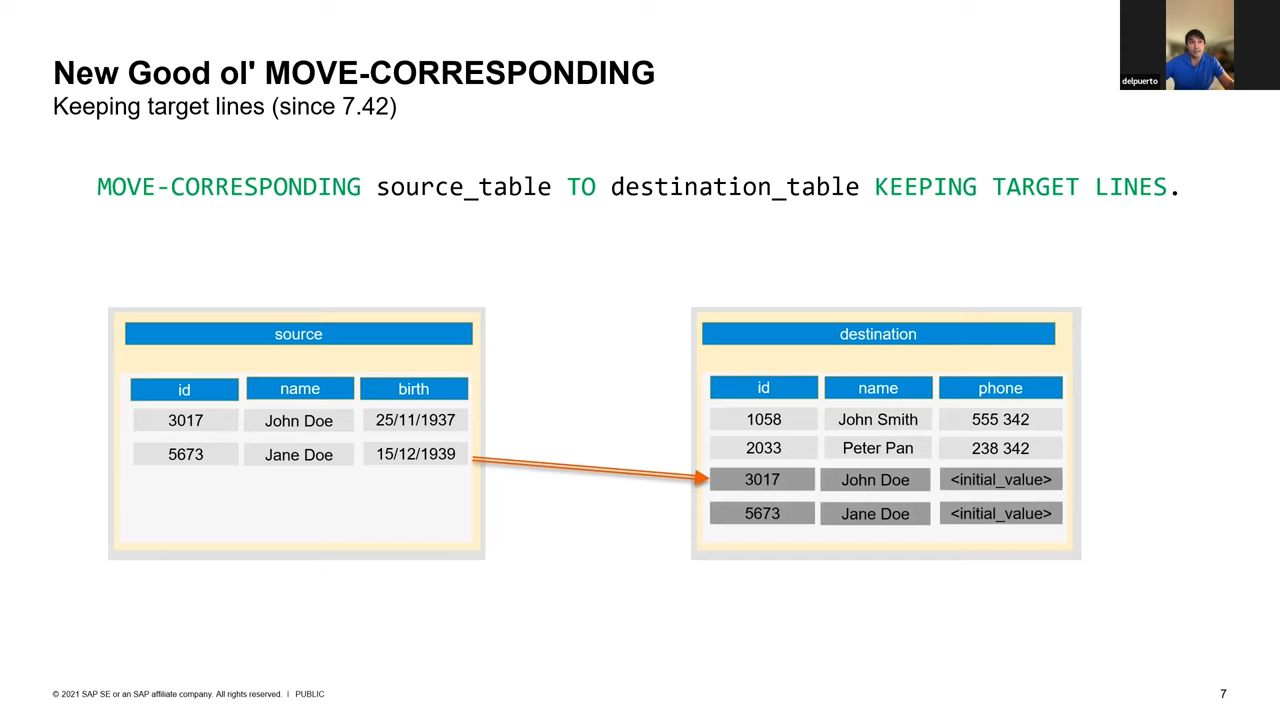 New Good ol' MOVE-CORRESPONDING
Keeping target lines (since 7.42)
delpuerto
MOVE-CORRESPONDING source_table TO destination_table KEEPING TARGET LINES.
source
id name birth
3017 John Doe 25/11/1937
5673 Jane Doe 15/12/1939
destination
id name phone
1058 John Smith 555 342
2033 Peter Pan 238 342
3017 John Doe <initial_value>
5673 Jane Doe <initial_value>
© 2021 SAP SE or an SAP affiliate company. All rights reserved. | PUBLIC
7